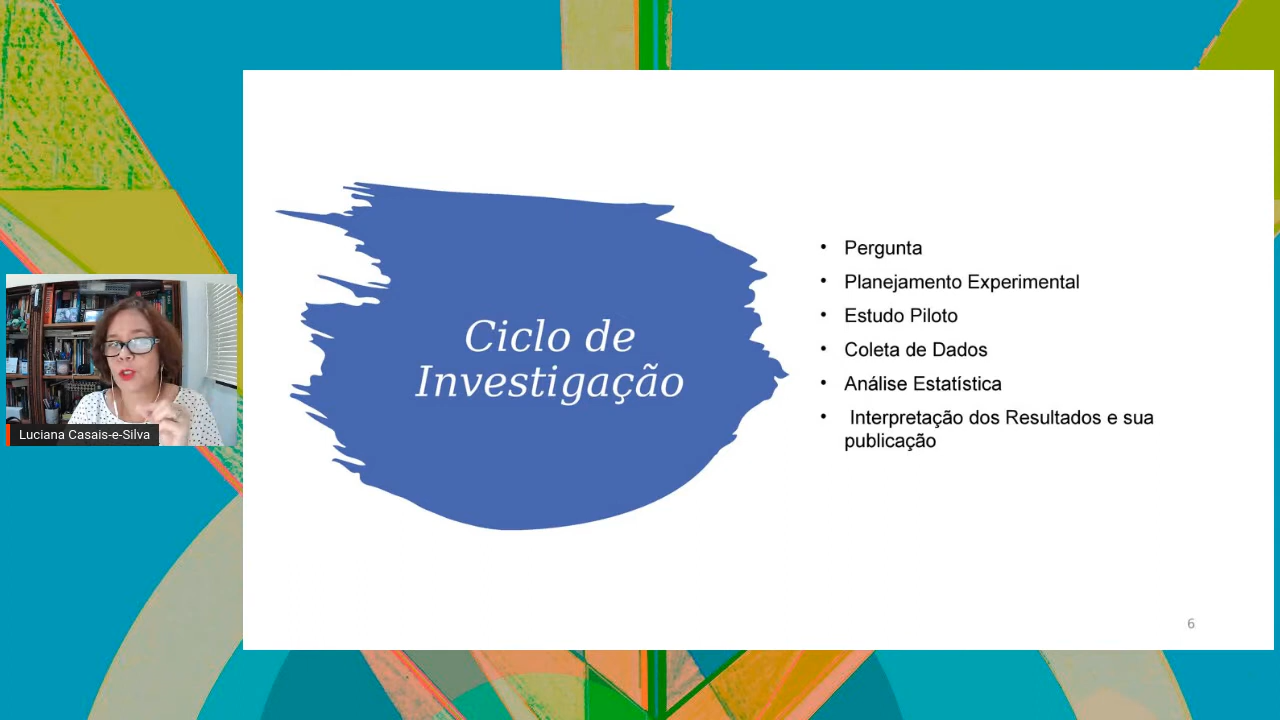 Ciclo de
Investigação
• Pergunta
• Planejamento Experimental
• Estudo Piloto
• Coleta de Dados
• Análise Estatística
• Interpretação dos Resultados e sua
publicação
Luciana Casais-e-Silva
6